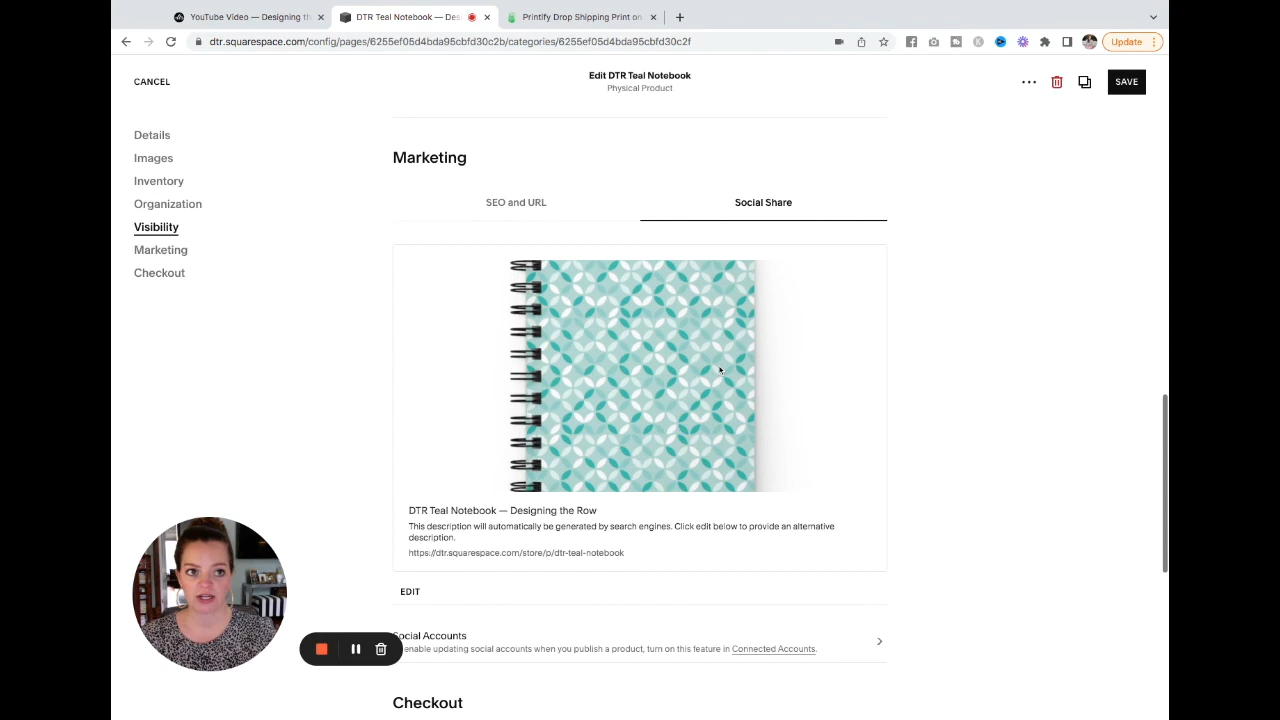 YouTube Video — Designing th
DTR Teal Notebook — Des
Printify Drop Shipping Print on
dtr.squarespace.com/config/pages/6255ef05d4bda95cbfd30c2b/categories/6255ef05d4bda95cbfd30c2f
Update
CANCEL
Edit DTR Teal Notebook
Physical Product
SAVE
Details
Images
Inventory
Organization
Visibility
Marketing
Checkout
Marketing
SEO and URL
Social Share
DTR Teal Notebook — Designing the Row
This description will automatically be generated by search engines. Click edit below to provide an alternative
description.
https://dtr.squarespace.com/store/p/dtr-teal-notebook
EDIT
Social Accounts
enable updating social accounts when you publish a product, turn on this feature in Connected Accounts.
Checkout